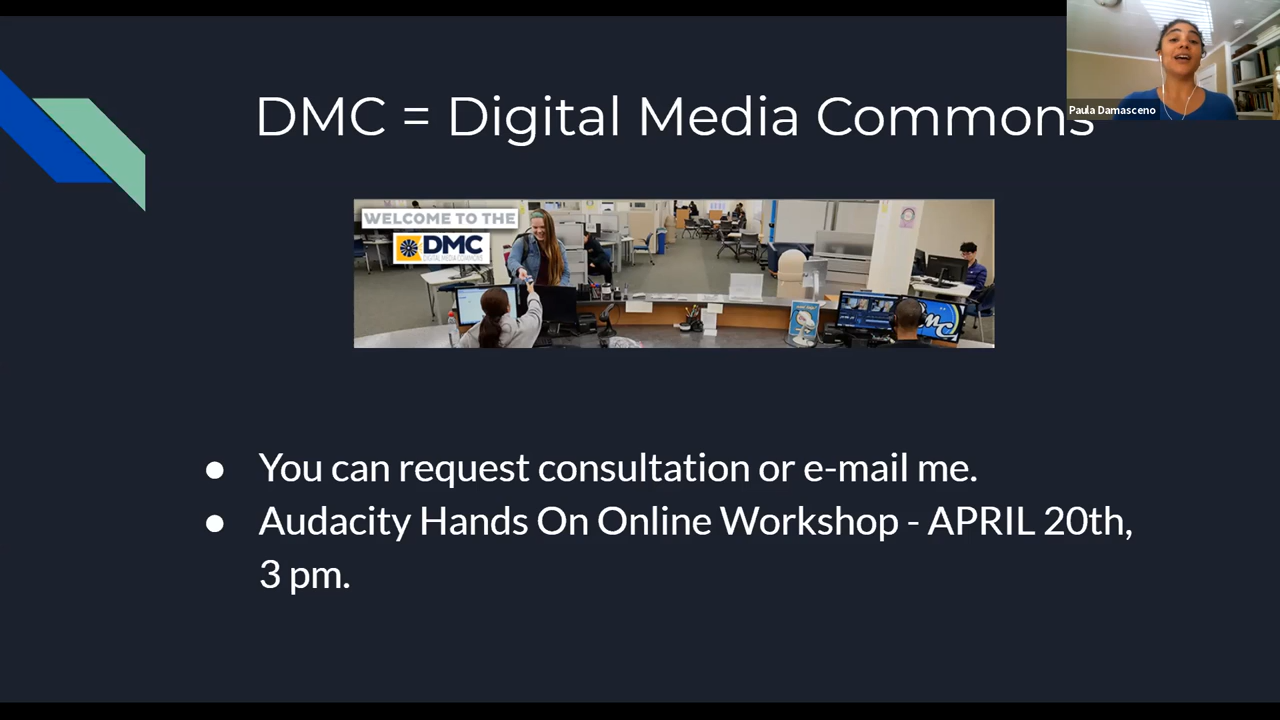 Paula Damasceno
DMC = Digital Media Commons
WELCOME TO THE
DMC
DIGITAL MEDIA COMMONS
● You can request consultation or e-mail me.
● Audacity Hands On Online Workshop - APRIL 20th,
3 pm.